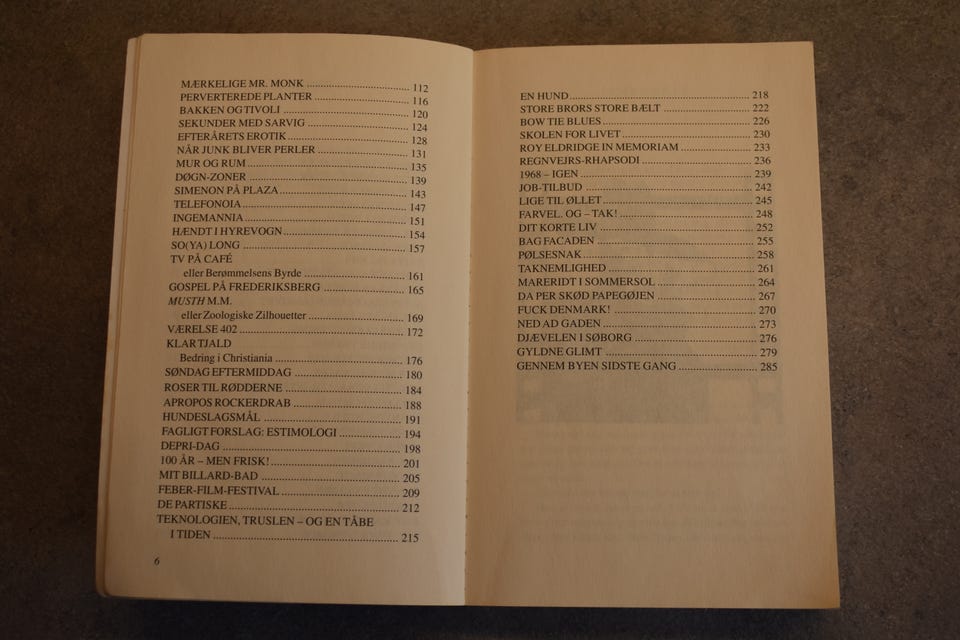 MÆRKELIGE MR. MONK ........ 112
PERVERTEREDE PLANTER ........ 116
BAKKEN OG TIVOLI ........ 120
SEKUNDER MED SARVIG ........ 124
EFTERÅRETS EROTIK ........ 128
NÅR JUNK BLIVER PERLER ........ 131
MUR OG RUM ........ 135
DØGN-ZONER ........ 139
SIMENON PÅ PLAZA ........ 143
TELEFONOIA ........ 147
INGEMANNIA ........ 151
HÆNDT I HYREVOGN ........ 154
SO(YA) LONG ........ 157
TV PÅ CAFÉ
eller Berømmelsens Byrde ........ 161
GOSPEL PÅ FREDERIKSBERG ........ 165
MUSTH M.M.
eller Zoologiske Zilhouetter ........ 169
VÆRELSE 402 ........ 172
KLARTJALD
Bedring i Christiania ........ 176
SØNDAG EFTERMIDDAG ........ 180
ROSER TIL RØDDERNE ........ 184
APROPOS ROCKERDRAB ........ 188
HUNDESLAGSMÅL ........ 191
FAGLIGT FORSLAG: ESTIMOLOGI ........ 194
DEPRI-DAG ........ 198
100 ÅR – MEN FRISK! ........ 201
MIT BILLARD-BAD ........ 205
FEBER-FILM-FESTIVAL ........ 209
DE PARTISKE ........ 212
TEKNOLOGIEN, TRUSLEN – OG EN TÅBE
I TIDEN ........ 215
6
EN HUND ........ 218
STORE BRORS STORE BÆLT ........ 222
BOW TIE BLUES ........ 226
SKOLEN FOR LIVET ........ 230
ROY ELDRIDGE IN MEMORIAM ........ 233
REGNVEJRS-RHAPSODI ........ 236
1968 – IGEN ........ 239
JOB-TILBUD ........ 242
LIGE TIL ØLLET ........ 245
FARVEL. OG – TAK! ........ 248
DIT KORTE LIV ........ 252
BAG FACADEN ........ 255
PØLSESNAK ........ 258
TAKNEMLIGHED ........ 261
MARERIDT I SOMMERSOL ........ 264
DA PER SKØD PAPEGØJEN ........ 267
FUCK DENMARK! ........ 270
NED AD GADEN ........ 273
DJÆVELEN I SØBORG ........ 276
GYLDNE GLIMT ........ 279
GENNEM BYEN SIDSTE GANG ........ 285